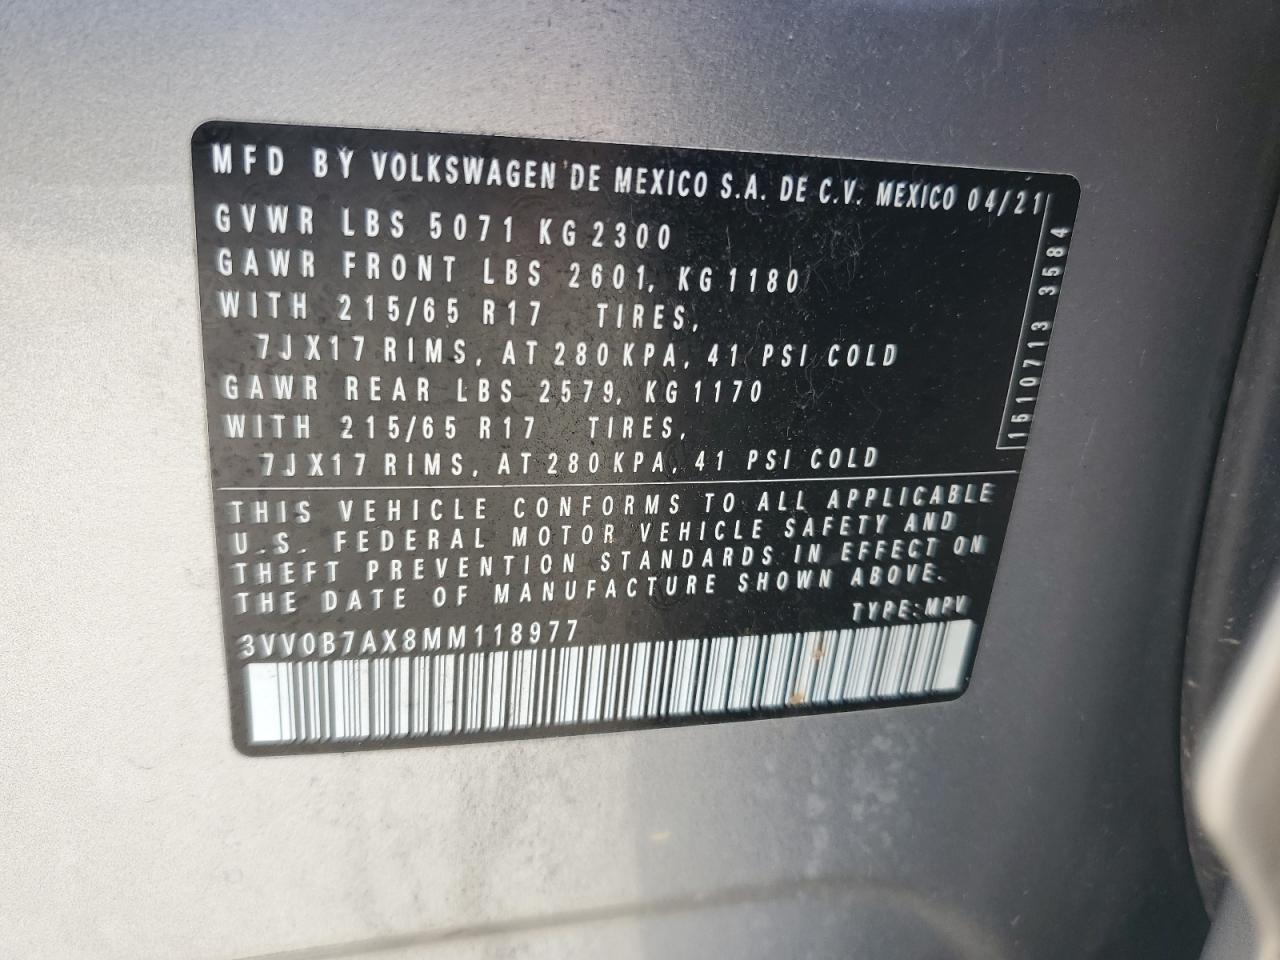 MFD BY VOLKSWAGEN DE MEXICO S.A. DE C.V. MEXICO 04/21
GVWR LBS 5071 KG 2300
GAWR FRONT LBS 2601, KG 1180
WITH 215/65 R17 TIRES,
7JX17 RIMS, AT 280 KPA, 41 PSI COLD
GAWR REAR LBS 2579, KG 1170
WITH 215/65 R17 TIRES,
7JX17 RIMS, AT 280 KPA, 41 PSI COLD
1610713 3584
THIS VEHICLE CONFORMS TO ALL APPLICABLE
U.S. FEDERAL MOTOR VEHICLE SAFETY AND
THEFT PREVENTION STANDARDS IN EFFECT ON
THE DATE OF MANUFACTURE SHOWN ABOVE.
TYPE: MPV
3VV0B7AX8MM118977